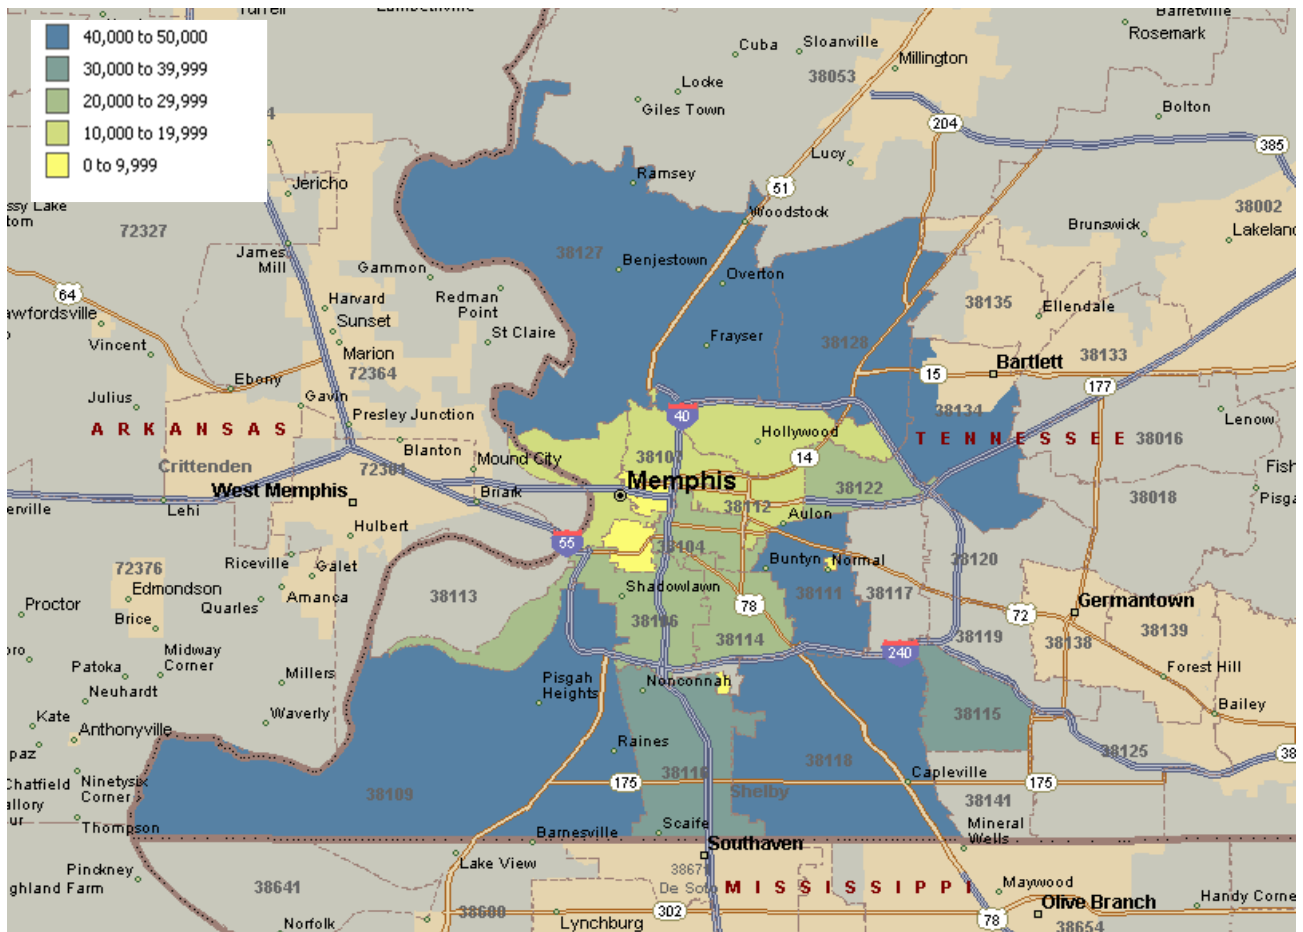 Turrell
Lambethville
Barretville
40,000 to 50,000
Cuba
Sloanville
Rosemark
30,000 to 39,999
Millington
38053
Locke
20,000 to 29,999
Giles Town
Bolton
10,000 to 19,999
204
385
0 to 9,999
Lucy
Ramsey
Jericho
51
Woodstock
38002
72327
Brunswick
Lakeland
James
Mill
38127
Benjestown
Gammon
Overton
64
Harvard
Redman
Point
38135
Ellendale
Sunset
St Claire
Frayser
38128
Vincent
Marion
38133
72364
Bartlett
Ebony
15
177
Julius
Gavin
Presley Junction
40
38134
Lenow
ARKANSAS
Hollywood
TENNESSEE
38016
Blanton
38107
14
Crittenden
72301
Mound City
Memphis
38122
38018
West Memphis
Briark
38112
Lehi
Aulon
Hulbert
55
38104
Buntyn
Normal
38120
Riceville
Galet
72376
Edmondson
Shadowlawn
38111
38117
Proctor
Quarles
Amanca
38113
78
72
Germantown
Brice
38106
38114
38119
38138
38139
Midway
Corner
240
Patoka
Millers
Pisgah
Heights
Nonconnah
Forest Hill
Neuhardt
Kate
Waverly
38115
Bailey
Anthonyville
Raines
38125
38118
Chatfield
Ninetysix
Corner
175
38116
Capleville
175
38109
Shelby
38141
Thompson
Barnesville
Scaife
Mineral
Wells
Southaven
Pinckney
Lake View
38671
De Soto
MISSISSIPPI
Maywood
38641
Handy Corner
Norfolk
38680
Lynchburg
302
78
Olive Branch
38654